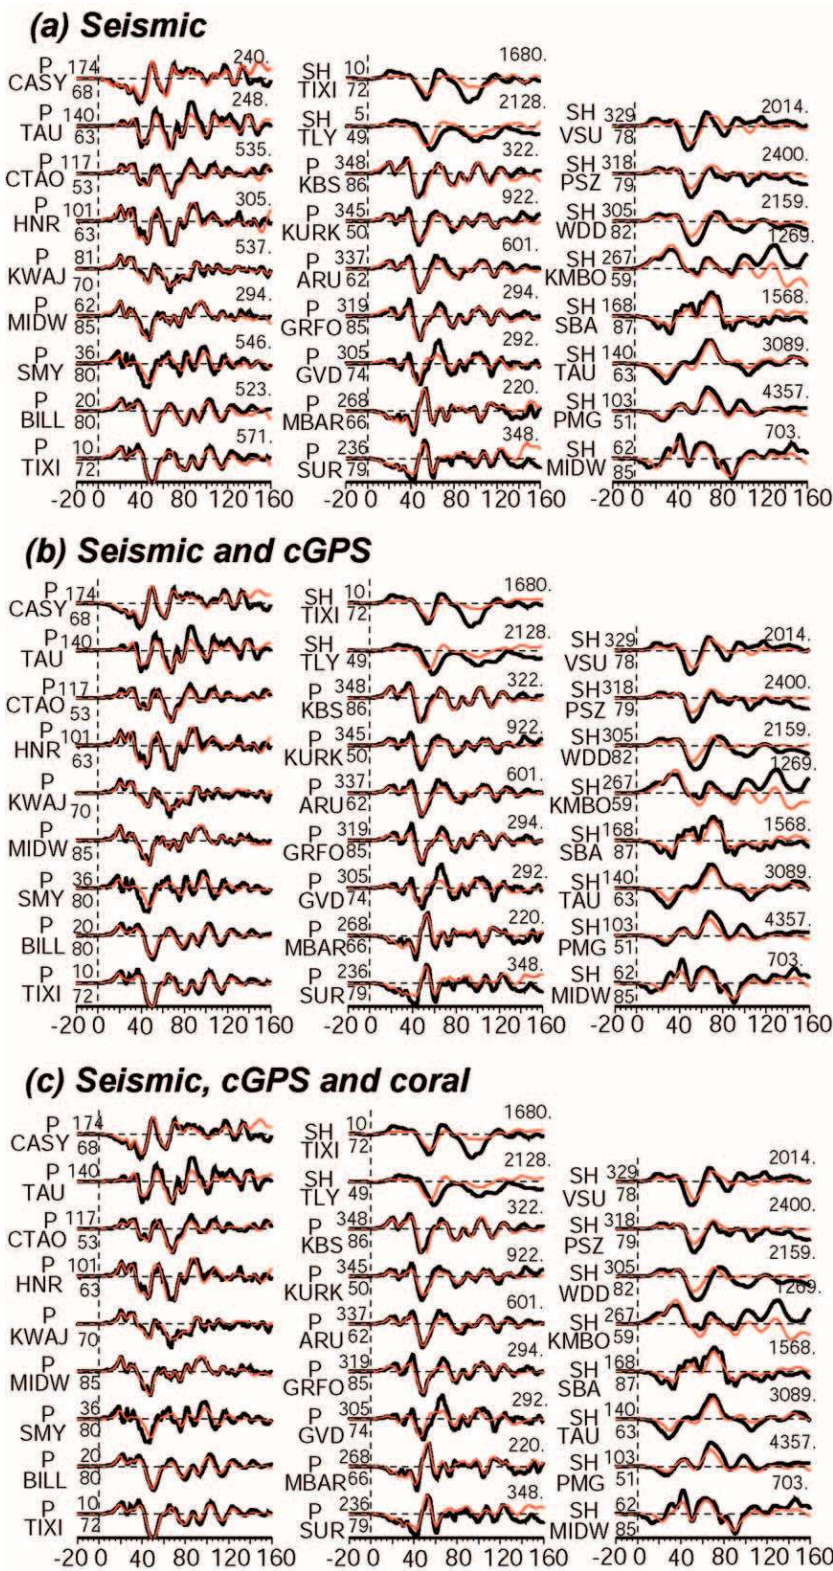 (a) Seismic
P 174 240.
CASY 68
P 140 248.
TAU 63
P 117 535.
CTAO 53
P 101 305.
HNR 63
P 81 537.
KWAJ 70
P 62 294.
MIDW 85
P 36 546.
SMY 80
P 20 523.
BILL 80
P 10 571.
TIXI 72
-20 0 40 80 120 160
SH 10 1680.
TIXI 72
SH 5 2128.
TLY 49
P 348 322.
KBS 86
P 345 922.
KURK 50
P 337 601.
ARU 62
P 319 294.
GRFO 85
P 305 292.
GVD 74
P 268 220.
MBAR 66
P 236 348.
SUR 79
-20 0 40 80 120 160
SH 329 2014.
VSU 78
SH 318 2400.
PSZ 79
SH 305 2159.
WDD 82
SH 267 1269.
KMBO 59
SH 168 1568.
SBA 87
SH 140 3089.
TAU 63
SH 103 4357.
PMG 51
SH 62 703.
MIDW 85
-20 0 40 80 120 160
(b) Seismic and cGPS
P 174
CASY 68
P 140
TAU
P 117
CTAO 53
P 101
HNR 63
P
KWAJ 70
P
MIDW 85
P 36
SMY 80
P 20
BILL 80
P 10
TIXI 72
-20 0 40 80 120 160
SH 10 1680.
TIXI 72
SH 2128.
TLY 49
P 348 322.
KBS 86
P 345 922.
KURK 50
P 337 601.
ARU 62
P 319 294.
GRFO 85
P 305 292.
GVD 74
P 268 220.
MBAR 66
P 236 348.
SUR 79
-20 0 40 80 120 160
SH 329 2014.
VSU 78
SH 318 2400.
PSZ 79
SH 305 2159.
WDD 82
SH 267 1269.
KMBO 59
SH 168 1568.
SBA 87
SH 140 3089.
TAU 63
SH 103 4357.
PMG 51
SH 62 703.
MIDW 85
-20 0 40 80 120 160
(c) Seismic, cGPS and coral
P 174
CASY 68
P 140
TAU
P 117
CTAO 53
P 101
HNR 63
P
KWAJ 70
P
MIDW 85
P 36
SMY 80
P 20
BILL 80
P 10
TIXI 72
-20 0 40 80 120 160
SH 10 1680.
TIXI 72
SH 2128.
TLY 49
P 348 322.
KBS 86
P 345 922.
KURK 50
P 337 601.
ARU 62
P 319 294.
GRFO 85
P 305 292.
GVD 74
P 268 220.
MBAR 66
P 236 348.
SUR 79
-20 0 40 80 120 160
SH 329 2014.
VSU 78
SH 318 2400.
PSZ 79
SH 305 2159.
WDD 82
SH 267 1269.
KMBO 59
SH 168 1568.
SBA 87
SH 140 3089.
TAU 63
SH 103 4357.
PMG 51
SH 62 703.
MIDW 85
-20 0 40 80 120 160